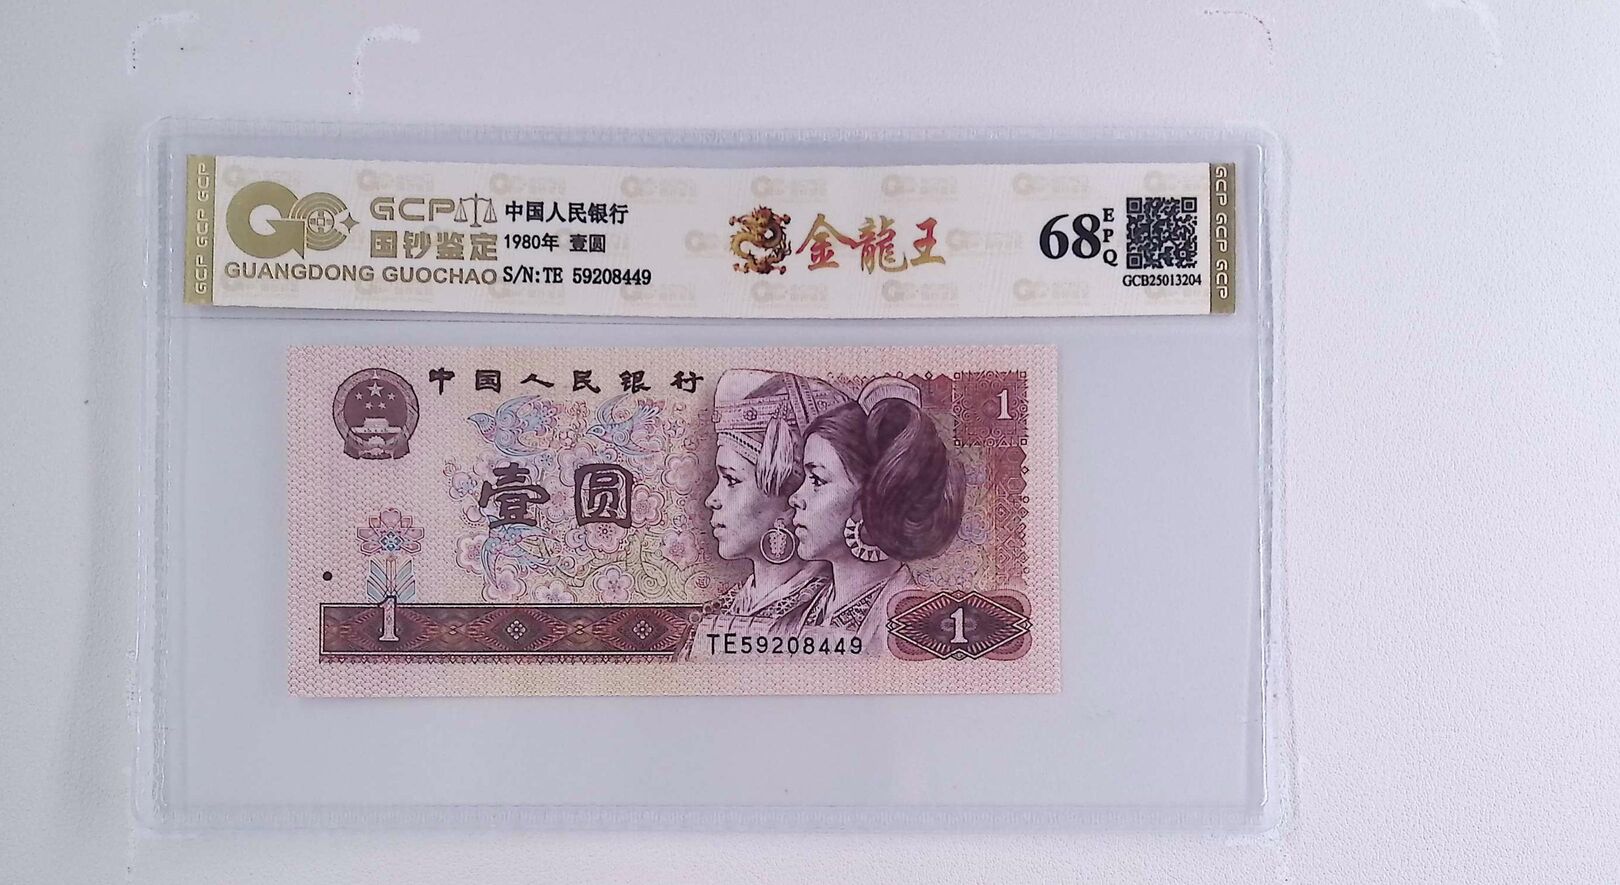 GCP GCP GCP
GCP
国钞鉴定
GUANGDONG GUOCHAO
中国人民银行
1980年 壹圆
S/N:TE 59208449
金龍王
68
EPQ
GCB25013204
GCP GCP GCP
中国人民银行
1
壹圆
1
TE59208449
1